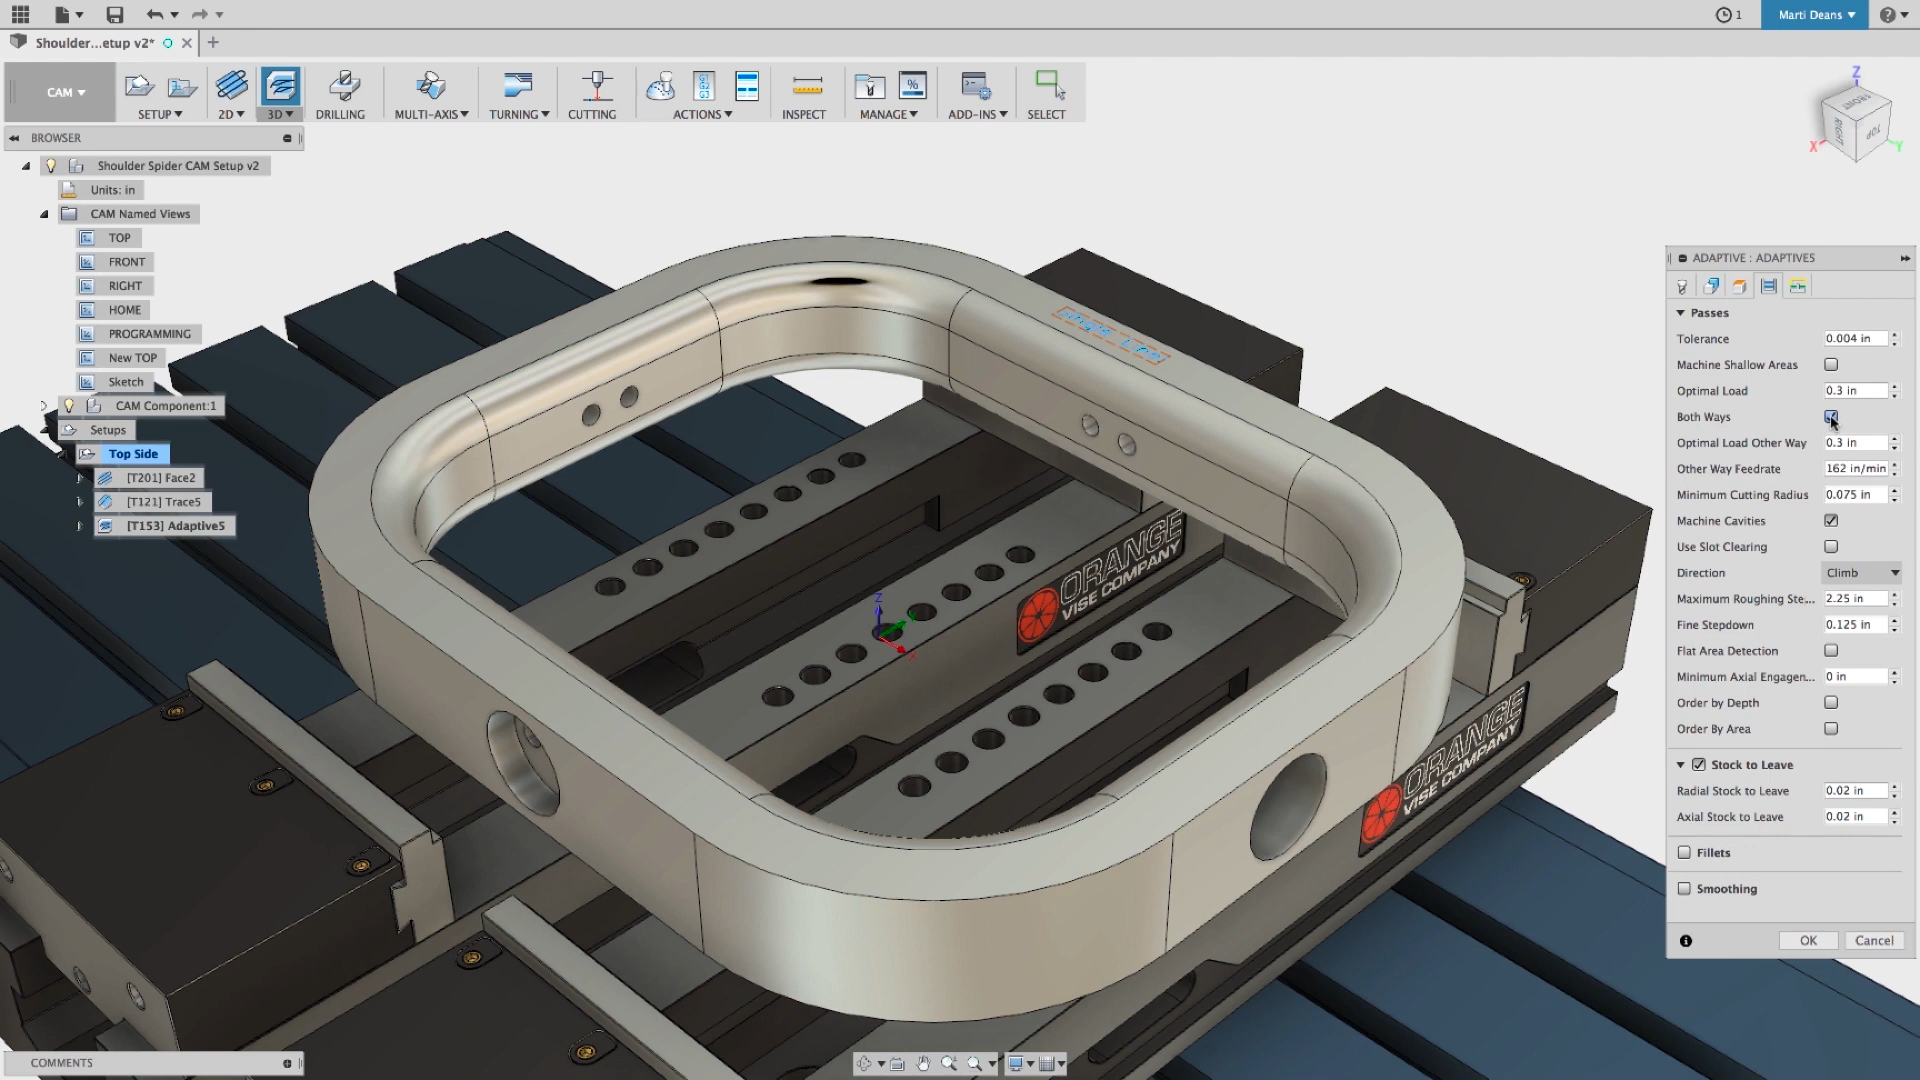 1
Marti Deans
Shoulder...etup v2*
CAM
SETUP
2D
3D
DRILLING
MULTI-AXIS
TURNING
CUTTING
ACTIONS
INSPECT
MANAGE
ADD-INS
SELECT
G1
G2
G3
%
Z
FRONT
RIGHT
TOP
X
Y
BROWSER
Shoulder Spider CAM Setup v2
Units: in
CAM Named Views
TOP
FRONT
RIGHT
HOME
PROGRAMMING
New TOP
Sketch
CAM Component:1
Setups
Top Side
[T201] Face2
[T121] Trace5
[T153] Adaptive5
ORANGE
VISE COMPANY
ORANGE
VISE COMPANY
Z
Y
X
ADAPTIVE : ADAPTIVE5
Passes
Tolerance 0.004 in
Machine Shallow Areas
Optimal Load 0.3 in
Both Ways
Optimal Load Other Way 0.3 in
Other Way Feedrate 162 in/min
Minimum Cutting Radius 0.075 in
Machine Cavities
Use Slot Clearing
Direction Climb
Maximum Roughing Ste... 2.25 in
Fine Stepdown 0.125 in
Flat Area Detection
Minimum Axial Engagen... 0 in
Order by Depth
Order By Area
Stock to Leave
Radial Stock to Leave 0.02 in
Axial Stock to Leave 0.02 in
Fillets
Smoothing
OK
Cancel
COMMENTS